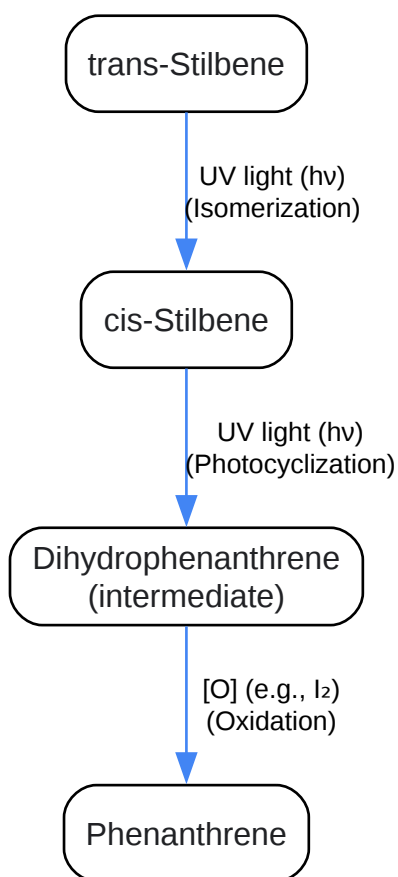 trans-Stilbene
UV light (hν)
(Isomerization)
cis-Stilbene
UV light (hν)
(Photocyclization)
Dihydrophenanthrene
(intermediate)
[O] (e.g., I₂)
(Oxidation)
Phenanthrene